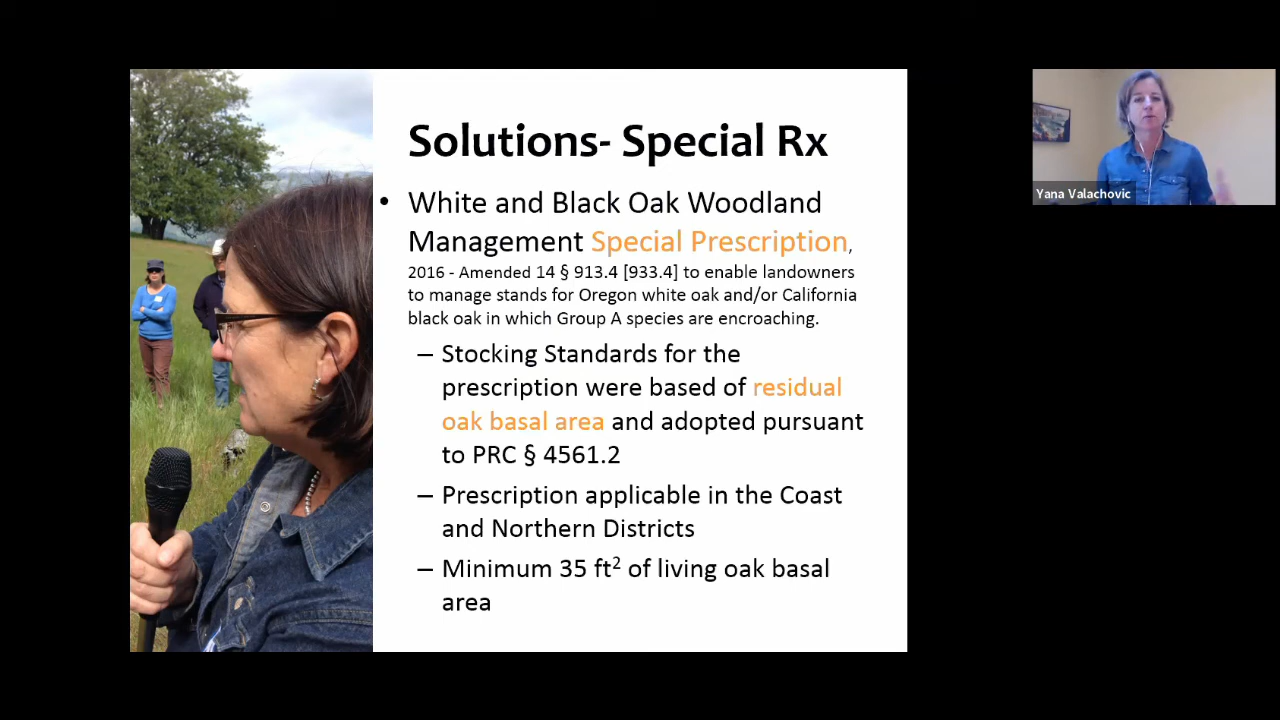 Solutions- Special Rx
• White and Black Oak Woodland
Management Special Prescription,
2016 - Amended 14 § 913.4 [933.4] to enable landowners
to manage stands for Oregon white oak and/or California
black oak in which Group A species are encroaching.
– Stocking Standards for the
prescription were based of residual
oak basal area and adopted pursuant
to PRC § 4561.2
– Prescription applicable in the Coast
and Northern Districts
– Minimum 35 ft² of living oak basal
area
Yana Valachovic